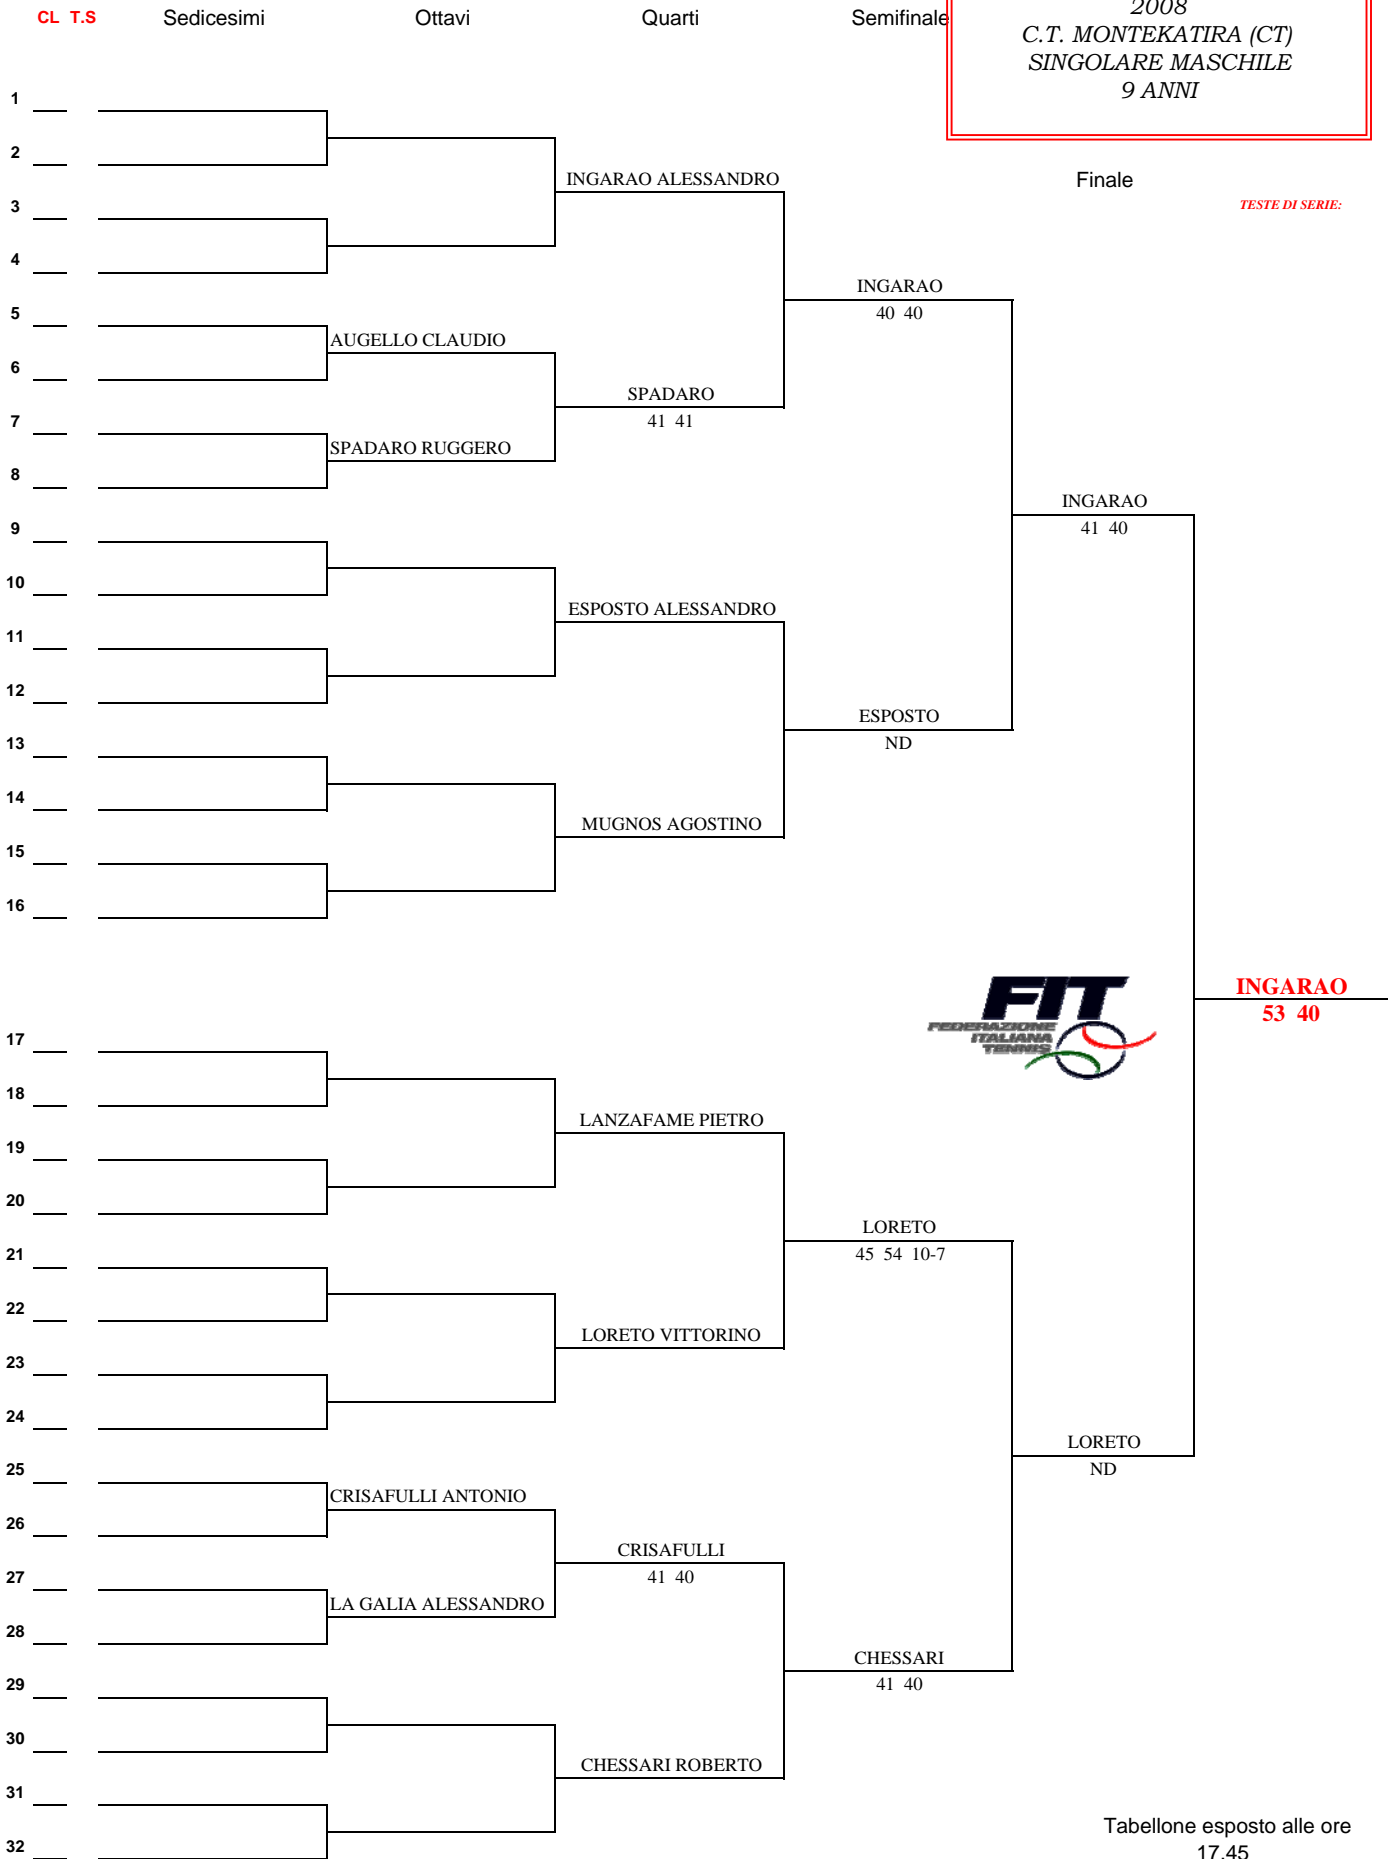 CL T.S Sedicesimi Ottavi Quarti Semifinale
2008
C.T. MONTEKATIRA (CT)
SINGOLARE MASCHILE
9 ANNI
1
2
INGARAO ALESSANDRO
Finale
3
TESTE DI SERIE:
4
INGARAO
5
40 40
AUGELLO CLAUDIO
6
SPADARO
7
41 41
SPADARO RUGGERO
8
INGARAO
9
41 40
10
ESPOSTO ALESSANDRO
11
12
ESPOSTO
13
ND
14
MUGNOS AGOSTINO
15
16
FIT
FEDERAZIONE
ITALIANA
TENNIS
INGARAO
53 40
17
18
LANZAFAME PIETRO
19
20
LORETO
21
45 54 10-7
22
LORETO VITTORINO
23
24
LORETO
25
ND
CRISAFULLI ANTONIO
26
CRISAFULLI
27
41 40
LA GALIA ALESSANDRO
28
CHESSARI
29
41 40
30
CHESSARI ROBERTO
31
Tabellone esposto alle ore
32
17.45